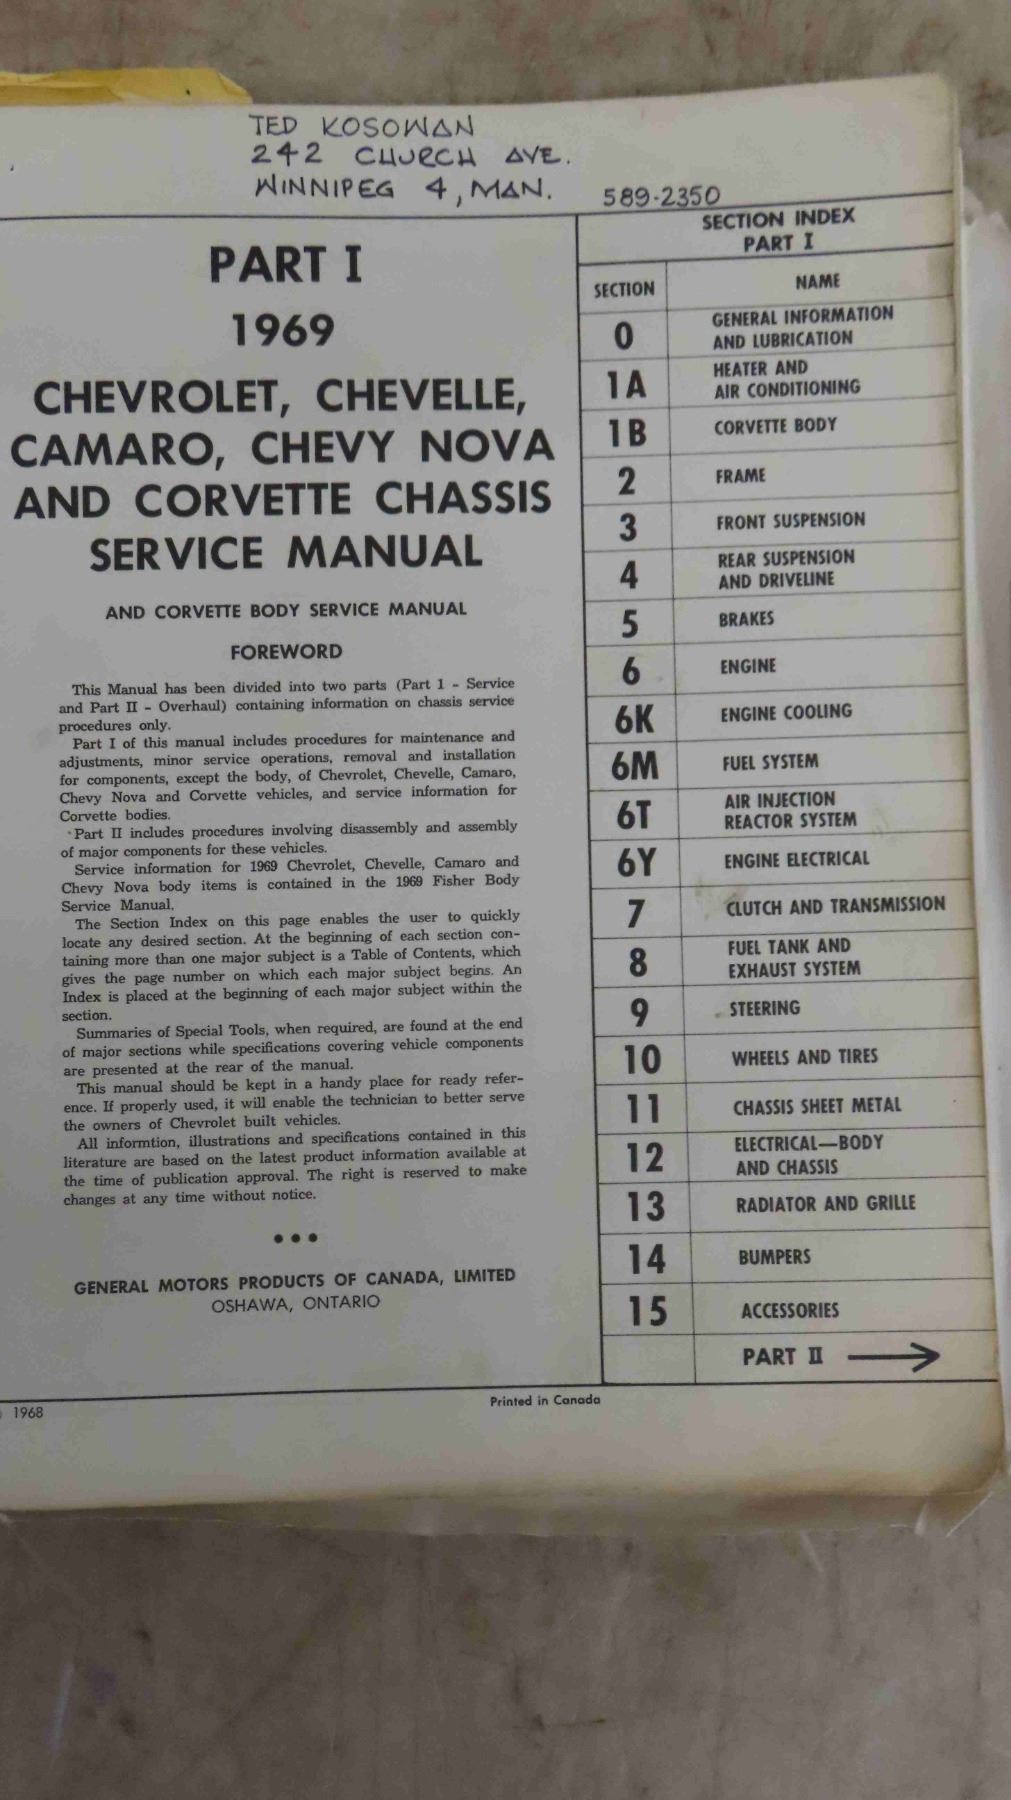 TED KOSOWAN
242 CHURCH AVE.
WINNIPEG 4, MAN.
589-2350
PART I
1969
CHEVROLET, CHEVELLE,
CAMARO, CHEVY NOVA
AND CORVETTE CHASSIS
SERVICE MANUAL
AND CORVETTE BODY SERVICE MANUAL
FOREWORD
This Manual has been divided into two parts (Part 1 - Service
and Part II - Overhaul) containing information on chassis service
procedures only.
Part I of this manual includes procedures for maintenance and
adjustments, minor service operations, removal and installation
for components, except the body, of Chevrolet, Chevelle, Camaro,
Chevy Nova and Corvette vehicles, and service information for
Corvette bodies.
Part II includes procedures involving disassembly and assembly
of major components for these vehicles.
Service information for 1969 Chevrolet, Chevelle, Camaro and
Chevy Nova body items is contained in the 1969 Fisher Body
Service Manual.
The Section Index on this page enables the user to quickly
locate any desired section. At the beginning of each section con-
taining more than one major subject is a Table of Contents, which
gives the page number on which each major subject begins. An
Index is placed at the beginning of each major subject within the
section.
Summaries of Special Tools, when required, are found at the end
of major sections while specifications covering vehicle components
are presented at the rear of the manual.
This manual should be kept in a handy place for ready refer-
ence. If properly used, it will enable the technician to better serve
the owners of Chevrolet built vehicles.
All informtion, illustrations and specifications contained in this
literature are based on the latest product information available at
the time of publication approval. The right is reserved to make
changes at any time without notice.
• • •
GENERAL MOTORS PRODUCTS OF CANADA, LIMITED
OSHAWA, ONTARIO
SECTION INDEX
PART I
SECTION NAME
0 GENERAL INFORMATION
AND LUBRICATION
1A HEATER AND
AIR CONDITIONING
1B CORVETTE BODY
2 FRAME
3 FRONT SUSPENSION
4 REAR SUSPENSION
AND DRIVELINE
5 BRAKES
6 ENGINE
6K ENGINE COOLING
6M FUEL SYSTEM
6T AIR INJECTION
REACTOR SYSTEM
6Y ENGINE ELECTRICAL
7 CLUTCH AND TRANSMISSION
8 FUEL TANK AND
EXHAUST SYSTEM
9 STEERING
10 WHEELS AND TIRES
11 CHASSIS SHEET METAL
12 ELECTRICAL—BODY
AND CHASSIS
13 RADIATOR AND GRILLE
14 BUMPERS
15 ACCESSORIES
PART II →
1968
Printed in Canada